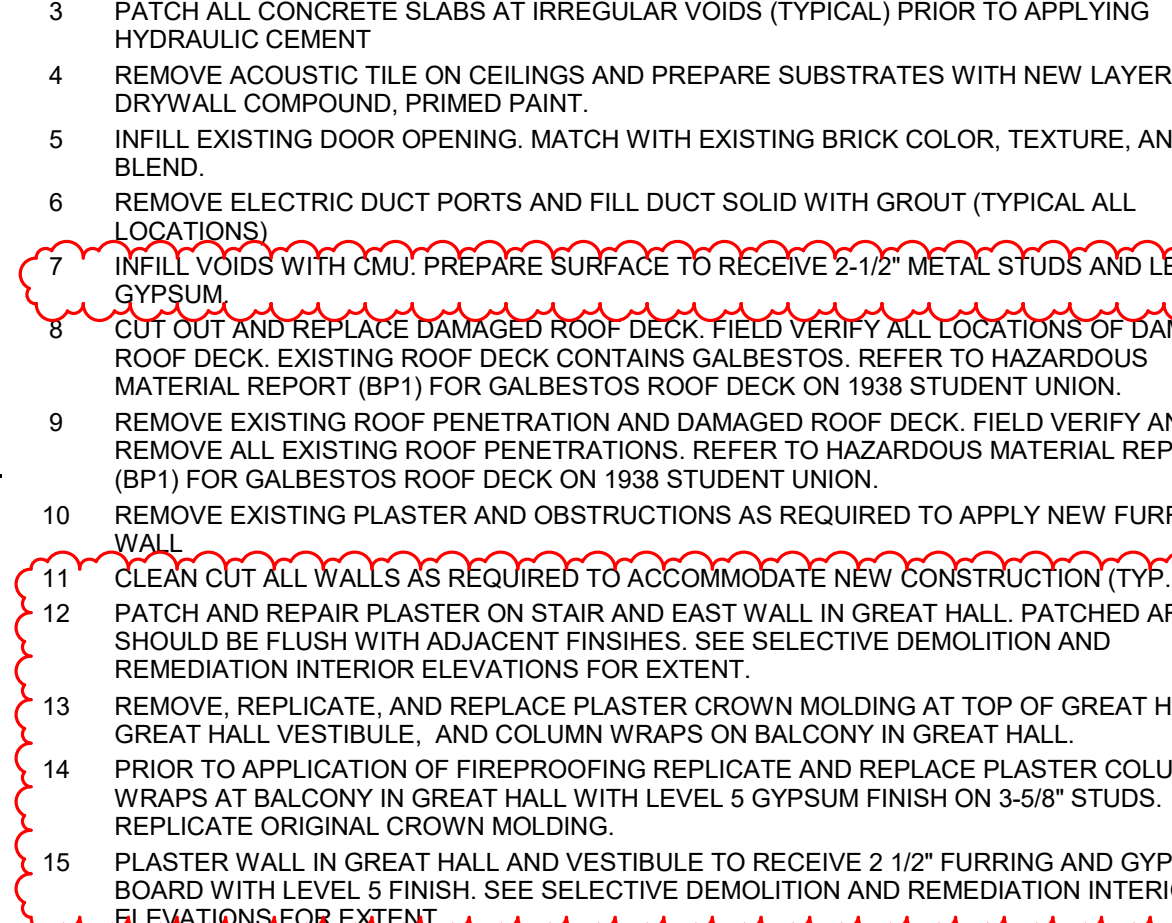 3 PATCH ALL CONCRETE SLABS AT IRREGULAR VOIDS (TYPICAL) PRIOR TO APPLYING
HYDRAULIC CEMENT
4 REMOVE ACOUSTIC TILE ON CEILINGS AND PREPARE SUBSTRATES WITH NEW LAYER
DRYWALL COMPOUND, PRIMED PAINT.
5 INFILL EXISTING DOOR OPENING. MATCH WITH EXISTING BRICK COLOR, TEXTURE,
BLEND.
6 REMOVE ELECTRIC DUCT PORTS AND FILL DUCT SOLID WITH GROUT (TYPICAL ALL
LOCATIONS)
7 INFILL VOIDS WITH CMU. PREPARE SURFACE TO RECEIVE 2-1/2" METAL STUDS AND
GYPSUM.
8 CUT OUT AND REPLACE DAMAGED ROOF DECK. FIELD VERIFY ALL LOCATIONS OF
ROOF DECK. EXISTING ROOF DECK CONTAINS GALBESTOS. REFER TO HAZARDOUS
MATERIAL REPORT (BP1) FOR GALBESTOS ROOF DECK ON 1938 STUDENT UNION.
9 REMOVE EXISTING ROOF PENETRATION AND DAMAGED ROOF DECK. FIELD VERIFY
REMOVE ALL EXISTING ROOF PENETRATIONS. REFER TO HAZARDOUS MATERIAL
(BP1) FOR GALBESTOS ROOF DECK ON 1938 STUDENT UNION.
10 REMOVE EXISTING PLASTER AND OBSTRUCTIONS AS REQUIRED TO APPLY NEW
WALL
11 CLEAN CUT ALL WALLS AS REQUIRED TO ACCOMMODATE NEW CONSTRUCTION (TYP.
12 PATCH AND REPAIR PLASTER ON STAIR AND EAST WALL IN GREAT HALL. PATCHED
SHOULD BE FLUSH WITH ADJACENT FINSIHES. SEE SELECTIVE DEMOLITION AND
REMEDIATION INTERIOR ELEVATIONS FOR EXTENT.
13 REMOVE, REPLICATE, AND REPLACE PLASTER CROWN MOLDING AT TOP OF GREAT
GREAT HALL VESTIBULE, AND COLUMN WRAPS ON BALCONY IN GREAT HALL.
14 PRIOR TO APPLICATION OF FIREPROOFING REPLICATE AND REPLACE PLASTER
WRAPS AT BALCONY IN GREAT HALL WITH LEVEL 5 GYPSUM FINISH ON 3-5/8" STUDS.
REPLICATE ORIGINAL CROWN MOLDING.
15 PLASTER WALL IN GREAT HALL AND VESTIBULE TO RECEIVE 2 1/2" FURRING AND
BOARD WITH LEVEL 5 FINISH. SEE SELECTIVE DEMOLITION AND REMEDIATION
ELEVATIONS FOR EXTENT